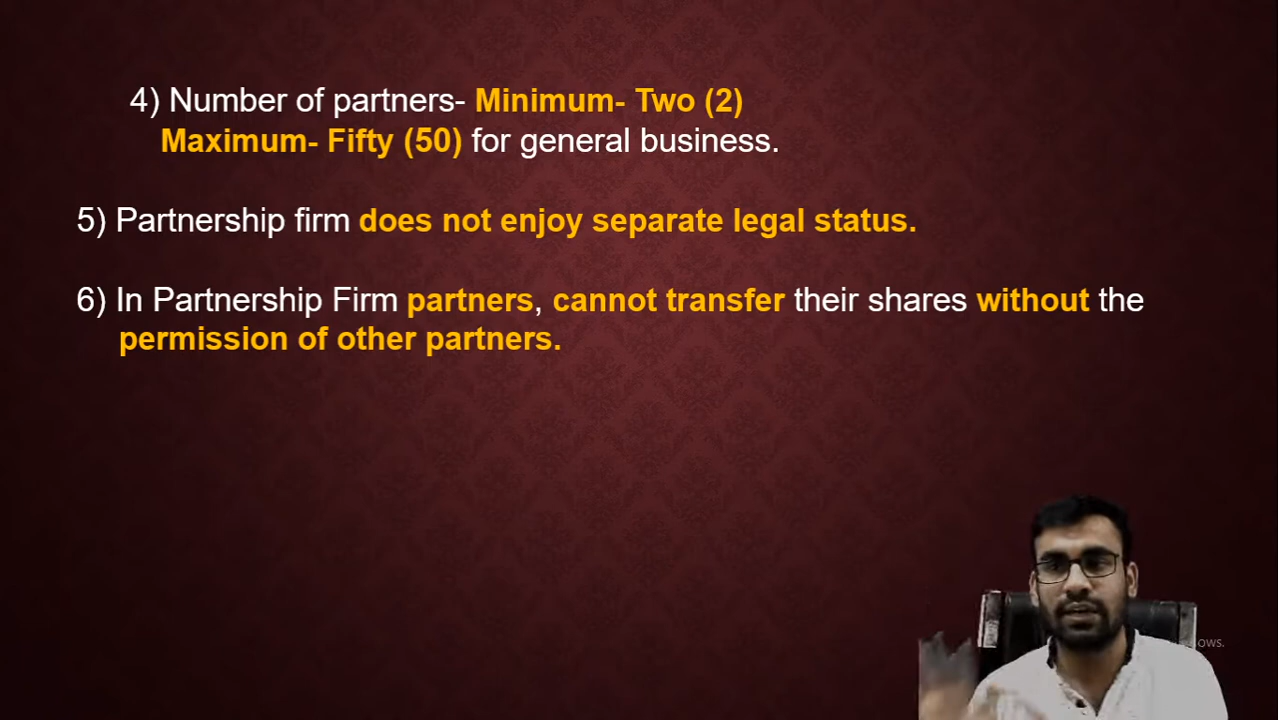 4) Number of partners- Minimum- Two (2)
Maximum- Fifty (50) for general business.
5) Partnership firm does not enjoy separate legal status.
6) In Partnership Firm partners, cannot transfer their shares without the
permission of other partners.